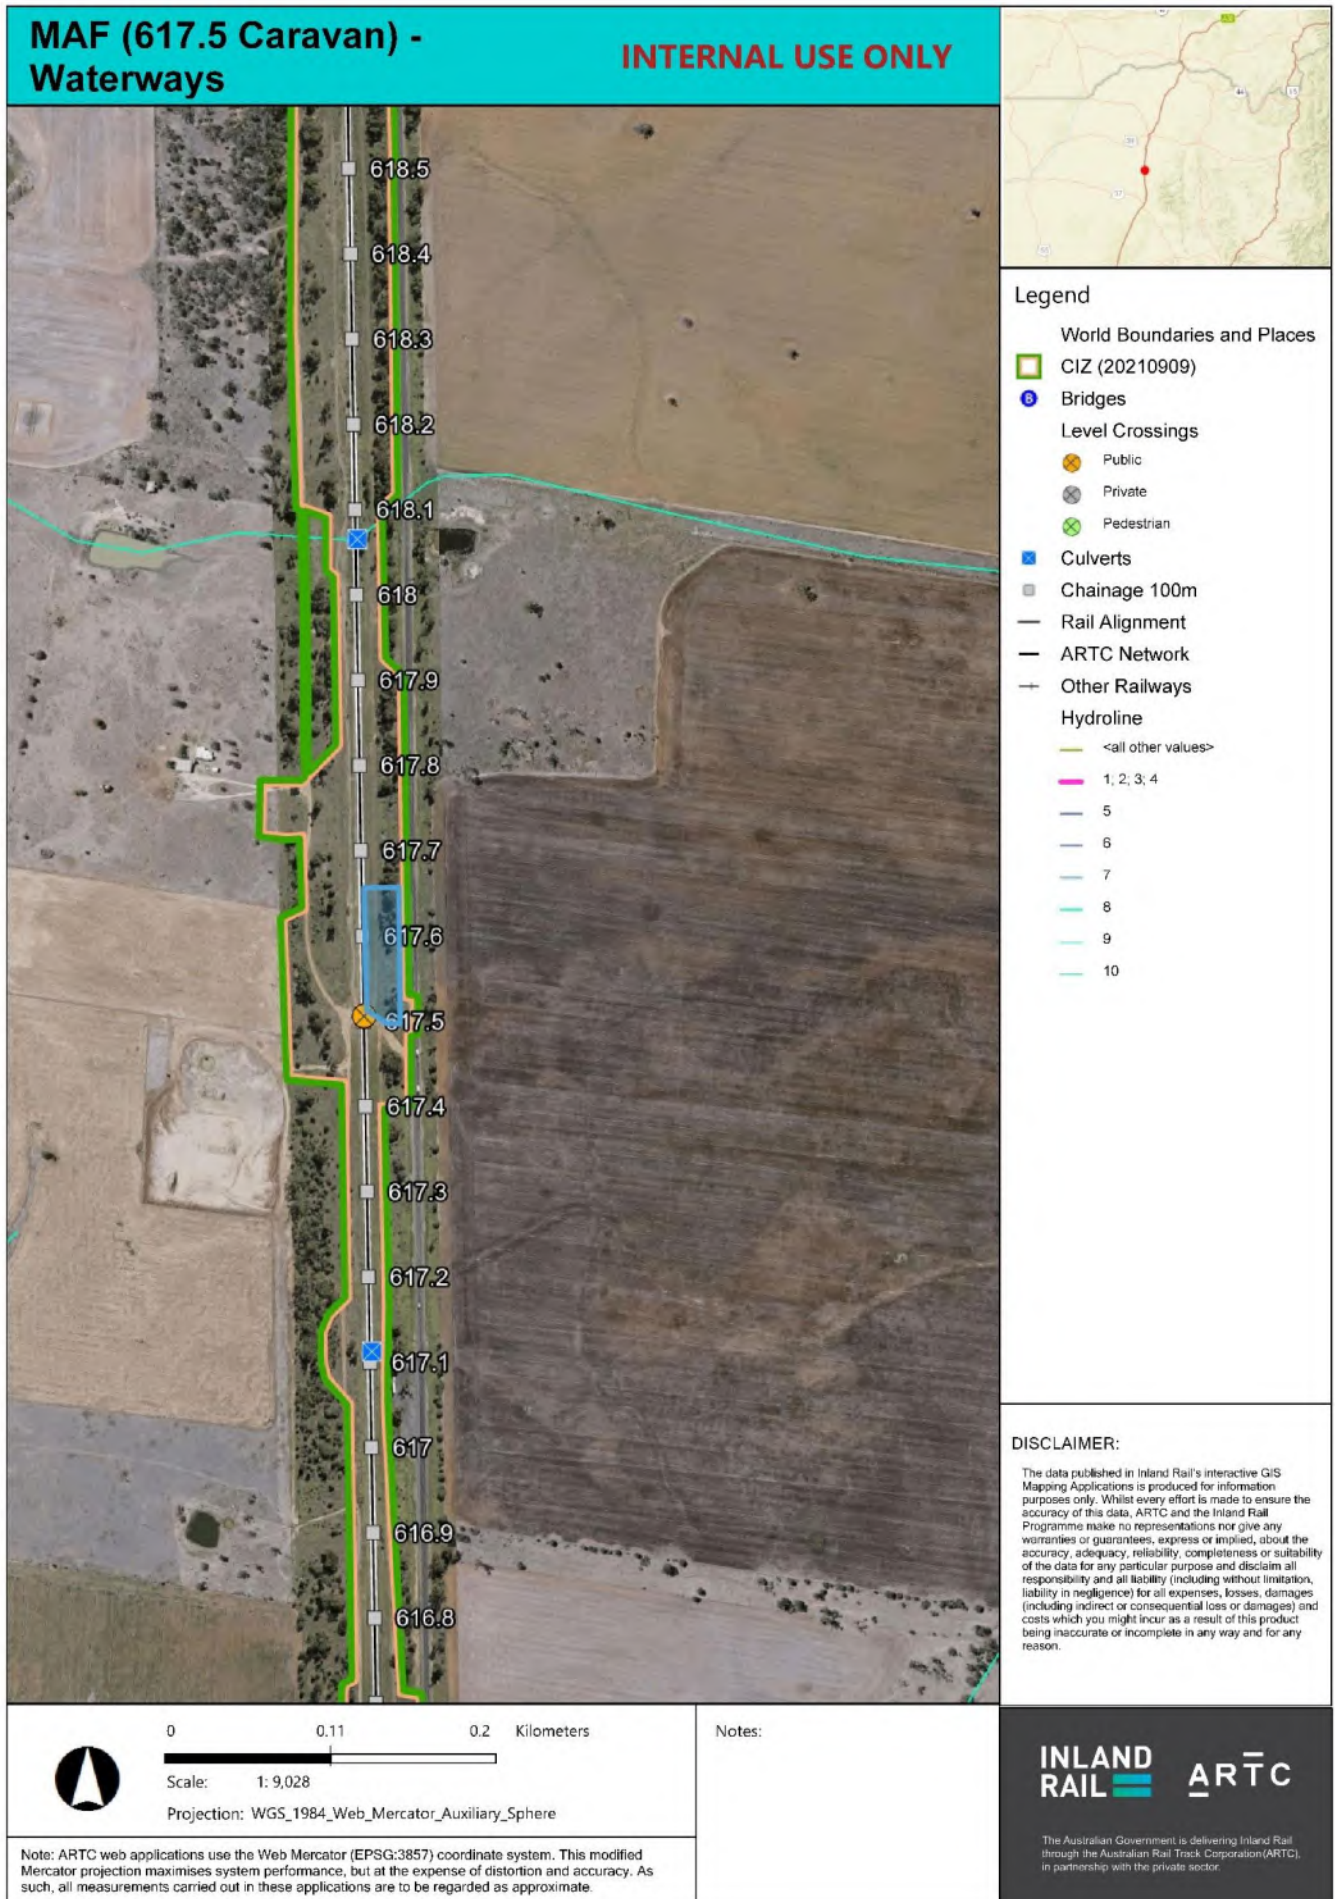 MAF (617.5 Caravan) -
Waterways
INTERNAL USE ONLY
618.5
618.4
618.3
618.2
618.1
618
617.9
617.8
617.7
617.6
617.5
617.4
617.3
617.2
617.1
617
616.9
616.8
Legend
World Boundaries and Places
CIZ (20210909)
B
Bridges
Level Crossings
Public
Private
Pedestrian
Culverts
Chainage 100m
Rail Alignment
ARTC Network
Other Railways
Hydroline
<all other values>
1; 2; 3; 4
5
6
7
8
9
10
DISCLAIMER:
The data published in Inland Rail's interactive GIS
Mapping Applications is produced for information
purposes only. Whilst every effort is made to ensure the
accuracy of this data, ARTC and the Inland Rail
Programme make no representations nor give any
warranties or guarantees, express or implied, about the
accuracy, adequacy, reliability, completeness or suitability
of the data for any particular purpose and disclaim all
responsibility and all liability (including without limitation,
liability in negligence) for all expenses, losses, damages
(including indirect or consequential loss or damages) and
costs which you might incur as a result of this product
being inaccurate or incomplete in any way and for any
reason.
0 0.11 0.2 Kilometers
Scale: 1: 9,028
Projection: WGS_1984_Web_Mercator_Auxiliary_Sphere
Note: ARTC web applications use the Web Mercator (EPSG:3857) coordinate system. This modified
Mercator projection maximises system performance, but at the expense of distortion and accuracy. As
such, all measurements carried out in these applications are to be regarded as approximate.
Notes:
INLAND
RAIL
ARTC
The Australian Government is delivering Inland Rail
through the Australian Rail Track Corporation (ARTC),
in partnership with the private sector.